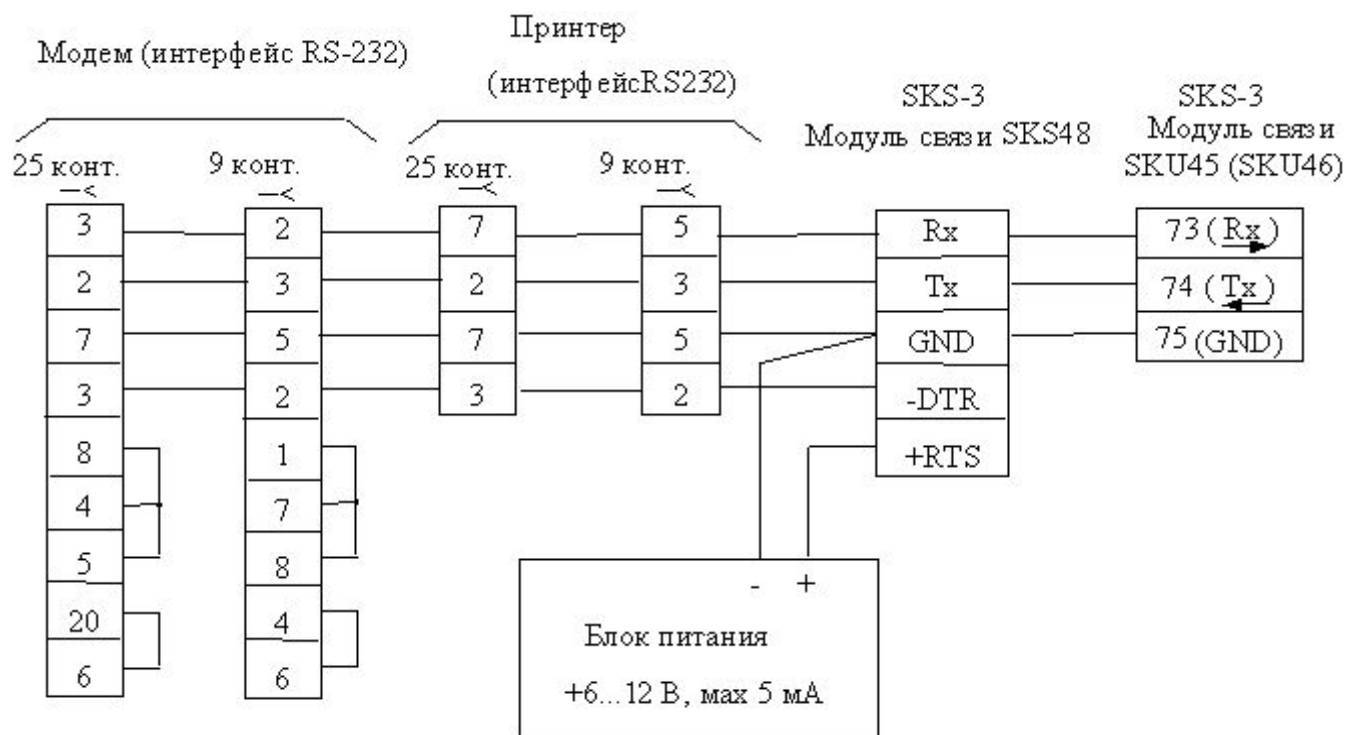 Модем (интерфейс RS-232)
Принтер
(интерфейсRS232)
SKS-3
Модуль связи SKS48
SKS-3
Модуль связи
SKU45 (SKU46)
25 конт.
9 конт.
25 конт.
9 конт.
3 2 7 5 Rx 73 (Rx)
2 3 2 3 Tx 74 (Tx)
7 5 7 5 GND 75 (GND)
3 2 3 2 -DTR
8 1 +RTS
4 7
5 8
20 4
6 6
- +
Блок питания
+6...12 В, мах 5 мА